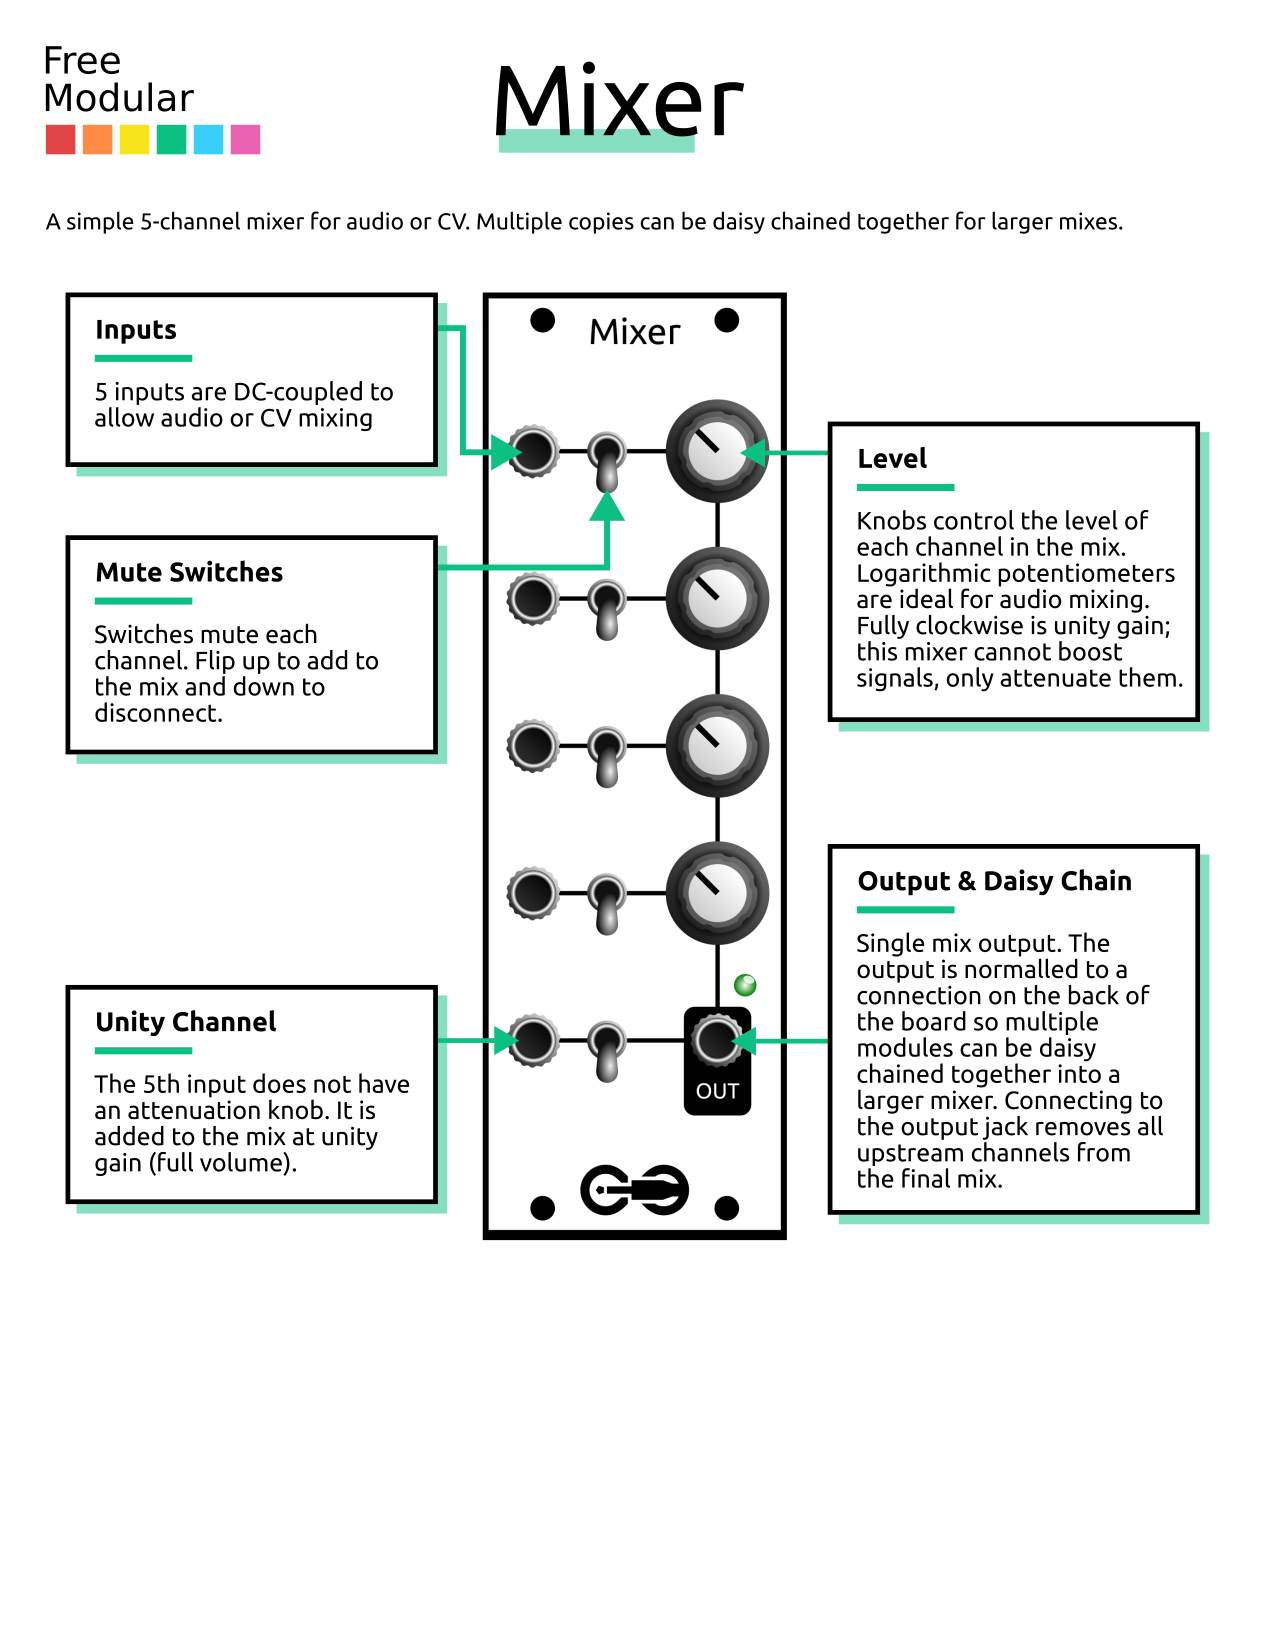 Free
Modular
Mixer
A simple 5-channel mixer for audio or CV. Multiple copies can be daisy chained together for larger mixes.
Inputs
5 inputs are DC-coupled to
allow audio or CV mixing
Mute Switches
Switches mute each
channel. Flip up to add to
the mix and down to
disconnect.
Unity Channel
The 5th input does not have
an attenuation knob. It is
added to the mix at unity
gain (full volume).
Mixer
OUT
Level
Knobs control the level of
each channel in the mix.
Logarithmic potentiometers
are ideal for audio mixing.
Fully clockwise is unity gain;
this mixer cannot boost
signals, only attenuate them.
Output & Daisy Chain
Single mix output. The
output is normalled to a
connection on the back of
the board so multiple
modules can be daisy
chained together into a
larger mixer. Connecting to
the output jack removes all
upstream channels from
the final mix.